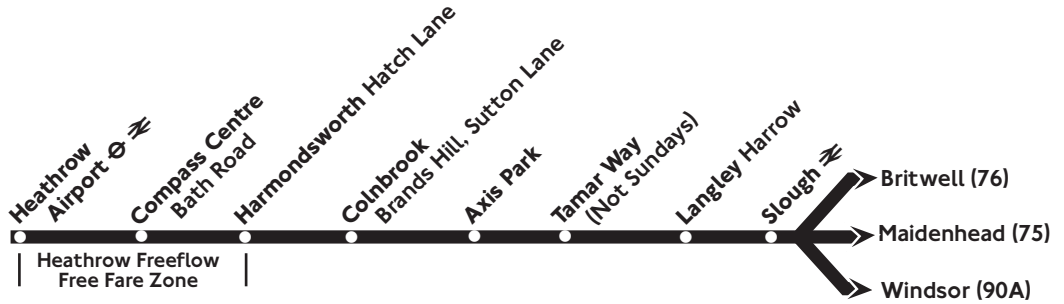 Heathrow
Airport
Compass Centre
Bath Road
Harmondsworth Hatch Lane
Colnbrook
Brands Hill, Sutton Lane
Axis Park
Tamar Way
(Not Sundays)
Langley Harrow
Slough
Britwell (76)
Maidenhead (75)
Windsor (90A)
Heathrow Freeflow
Free Fare Zone